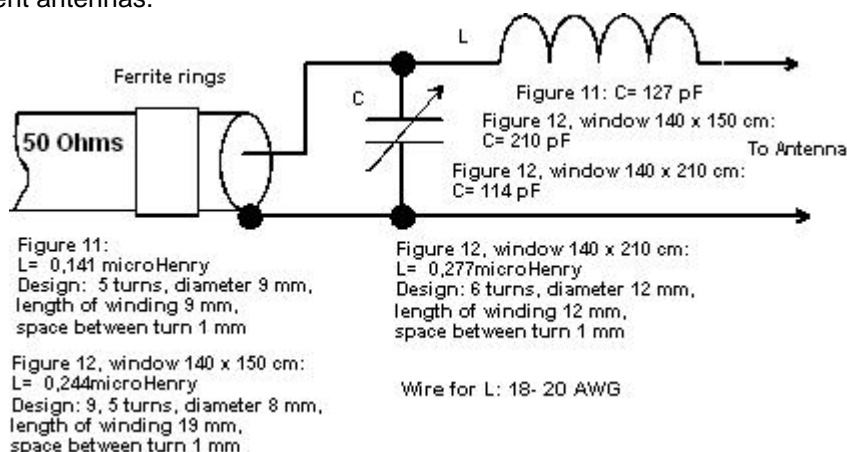 ent antennas.
L
Ferrite rings
C
Figure 11: C= 127 pF
Figure 12, window 140 x 150 cm:
C= 210 pF
To Antenna
50 Ohms
Figure 12, window 140 x 210 cm:
C= 114 pF
Figure 11:
L= 0,141 microHenry
Design: 5 turns, diameter 9 mm,
length of winding 9 mm,
space between turn 1 mm
Figure 12, window 140 x 210 cm:
L= 0,277microHenry
Design: 6 turns, diameter 12 mm,
length of winding 12 mm,
space between turn 1 mm
Figure 12, window 140 x 150 cm:
L= 0,244microHenry
Design: 9, 5 turns, diameter 8 mm,
length of winding 19 mm,
space between turn 1 mm
Wire for L: 18- 20 AWG